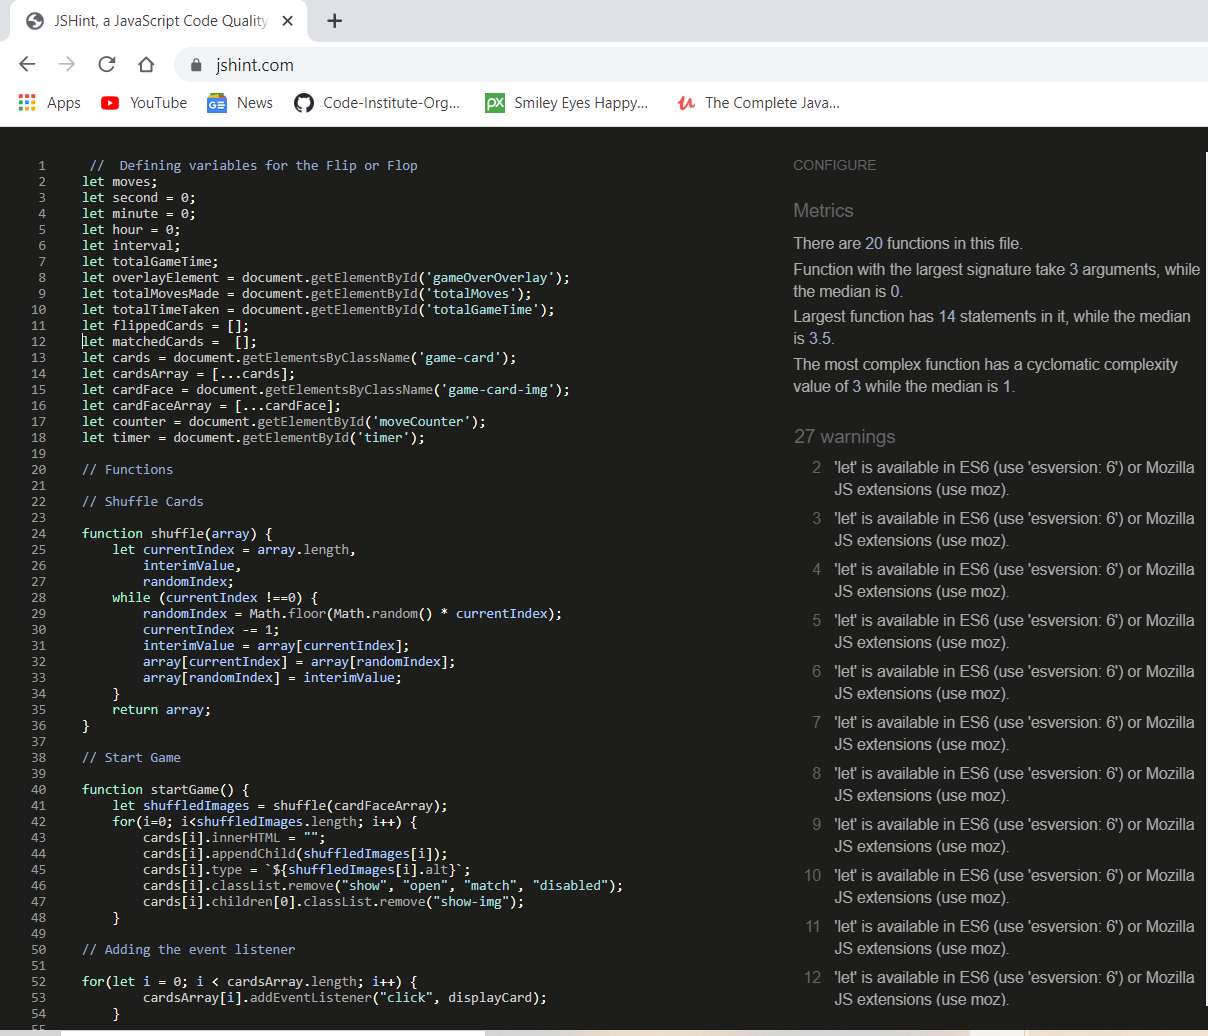 JSHint, a JavaScript Code Quality
jshint.com
Apps YouTube News Code-Institute-Org... Smiley Eyes Happy... The Complete Java...
1 // Defining variables for the Flip or Flop
2 let moves;
3 let second = 0;
4 let minute = 0;
5 let hour = 0;
6 let interval;
7 let totalGameTime;
8 let overlayElement = document.getElementById('gameOverOverlay');
9 let totalMovesMade = document.getElementById('totalMoves');
10 let totalTimeTaken = document.getElementById('totalGameTime');
11 let flippedCards = [];
12 let matchedCards =  [];
13 let cards = document.getElementsByClassName('game-card');
14 let cardsArray = [...cards];
15 let cardFace = document.getElementsByClassName('game-card-img');
16 let cardFaceArray = [...cardFace];
17 let counter = document.getElementById('moveCounter');
18 let timer = document.getElementById('timer');
19
20 // Functions
21
22 // Shuffle Cards
23
24 function shuffle(array) {
25 let currentIndex = array.length,
26 interimValue,
27 randomIndex;
28 while (currentIndex !==0) {
29 randomIndex = Math.floor(Math.random() * currentIndex);
30 currentIndex -= 1;
31 interimValue = array[currentIndex];
32 array[currentIndex] = array[randomIndex];
33 array[randomIndex] = interimValue;
34 }
35 return array;
36 }
37
38 // Start Game
39
40 function startGame() {
41 let shuffledImages = shuffle(cardFaceArray);
42 for(i=0; i<shuffledImages.length; i++) {
43 cards[i].innerHTML = "";
44 cards[i].appendChild(shuffledImages[i]);
45 cards[i].type = `${shuffledImages[i].alt}`;
46 cards[i].classList.remove("show", "open", "match", "disabled");
47 cards[i].children[0].classList.remove("show-img");
48 }
49
50 // Adding the event listener
51
52 for(let i = 0; i < cardsArray.length; i++) {
53 cardsArray[i].addEventListener("click", displayCard);
54 }
CONFIGURE
Metrics
There are 20 functions in this file.
Function with the largest signature take 3 arguments, while
the median is 0.
Largest function has 14 statements in it, while the median
is 3.5.
The most complex function has a cyclomatic complexity
value of 3 while the median is 1.
27 warnings
2 'let' is available in ES6 (use 'esversion: 6') or Mozilla
JS extensions (use moz).
3 'let' is available in ES6 (use 'esversion: 6') or Mozilla
JS extensions (use moz).
4 'let' is available in ES6 (use 'esversion: 6') or Mozilla
JS extensions (use moz).
5 'let' is available in ES6 (use 'esversion: 6') or Mozilla
JS extensions (use moz).
6 'let' is available in ES6 (use 'esversion: 6') or Mozilla
JS extensions (use moz).
7 'let' is available in ES6 (use 'esversion: 6') or Mozilla
JS extensions (use moz).
8 'let' is available in ES6 (use 'esversion: 6') or Mozilla
JS extensions (use moz).
9 'let' is available in ES6 (use 'esversion: 6') or Mozilla
JS extensions (use moz).
10 'let' is available in ES6 (use 'esversion: 6') or Mozilla
JS extensions (use moz).
11 'let' is available in ES6 (use 'esversion: 6') or Mozilla
JS extensions (use moz).
12 'let' is available in ES6 (use 'esversion: 6') or Mozilla
JS extensions (use moz).